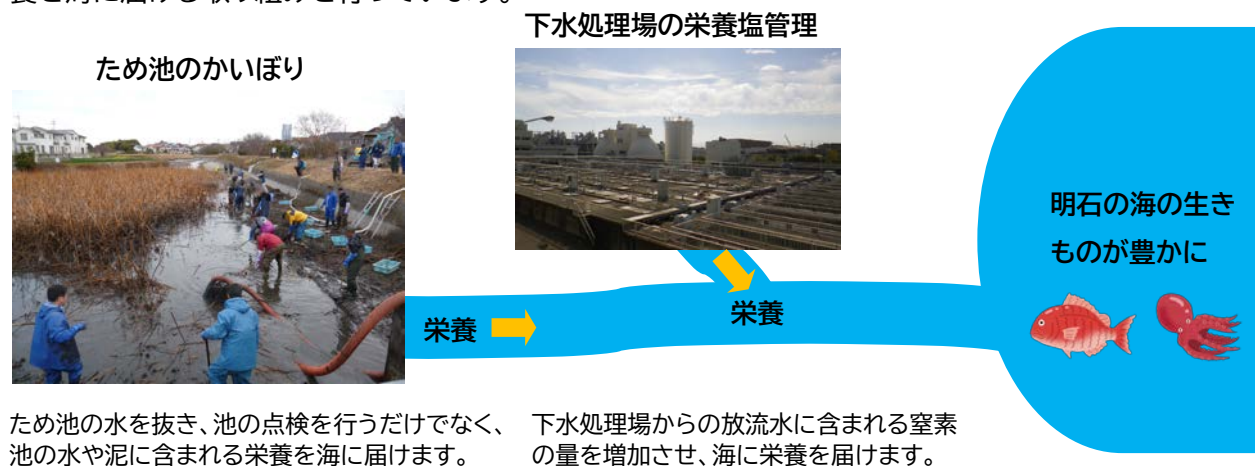 下水処理場の栄養塩管理
ため池のかいぼり
明石の海の生き
ものが豊かに
栄養
栄養
ため池の水を抜き、池の点検を行うだけでなく、
池の水や泥に含まれる栄養を海に届けます。
下水処理場からの放流水に含まれる窒素
の量を増加させ、海に栄養を届けます。